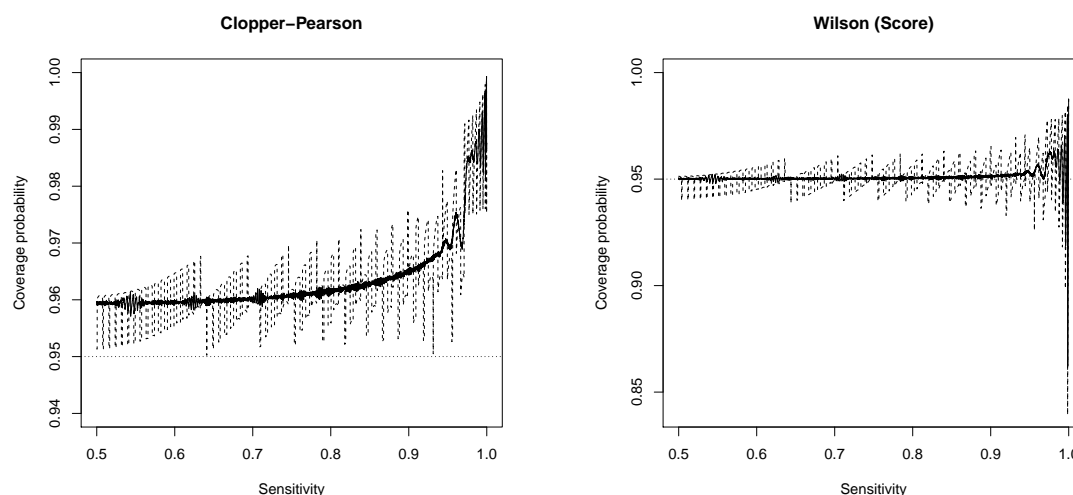 Clopper−Pearson
Coverage probability
1.00
0.99
0.98
0.97
0.96
0.95
0.94
0.5 0.6 0.7 0.8 0.9 1.0
Sensitivity
Wilson (Score)
Coverage probability
1.00
0.95
0.90
0.85
0.5 0.6 0.7 0.8 0.9 1.0
Sensitivity